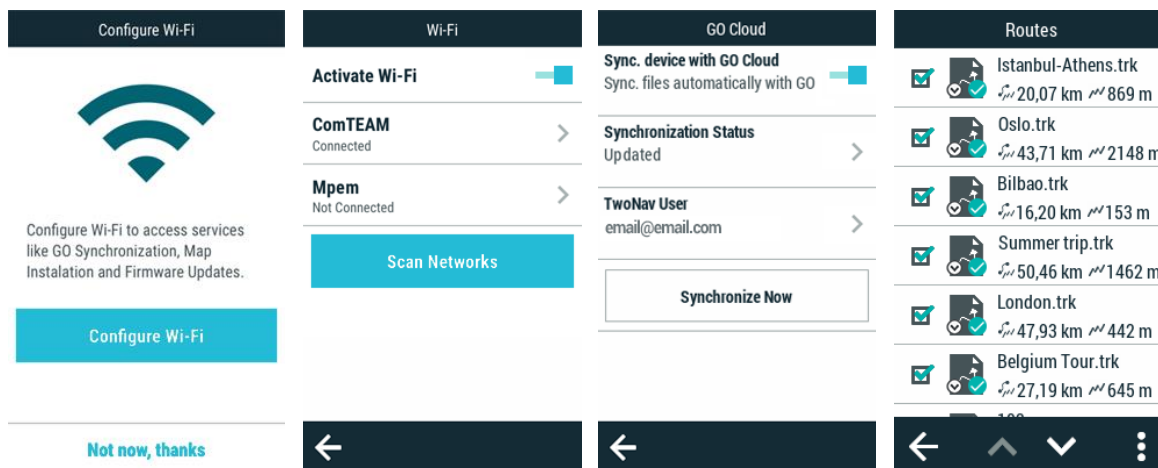 Configure Wi-Fi
Configure Wi-Fi to access services
like GO Synchronization, Map
Instalation and Firmware Updates.
Configure Wi-Fi
Not now, thanks
Wi-Fi
Activate Wi-Fi
ComTEAM
Connected
Mpem
Not Connected
Scan Networks
GO Cloud
Sync. device with GO Cloud
Sync. files automatically with GO
Synchronization Status
Updated
TwoNav User
email@email.com
Synchronize Now
Routes
Istanbul-Athens.trk
20,07 km 869 m
Oslo.trk
43,71 km 2148 m
Bilbao.trk
16,20 km 153 m
Summer trip.trk
50,46 km 1462 m
London.trk
47,93 km 442 m
Belgium Tour.trk
27,19 km 645 m